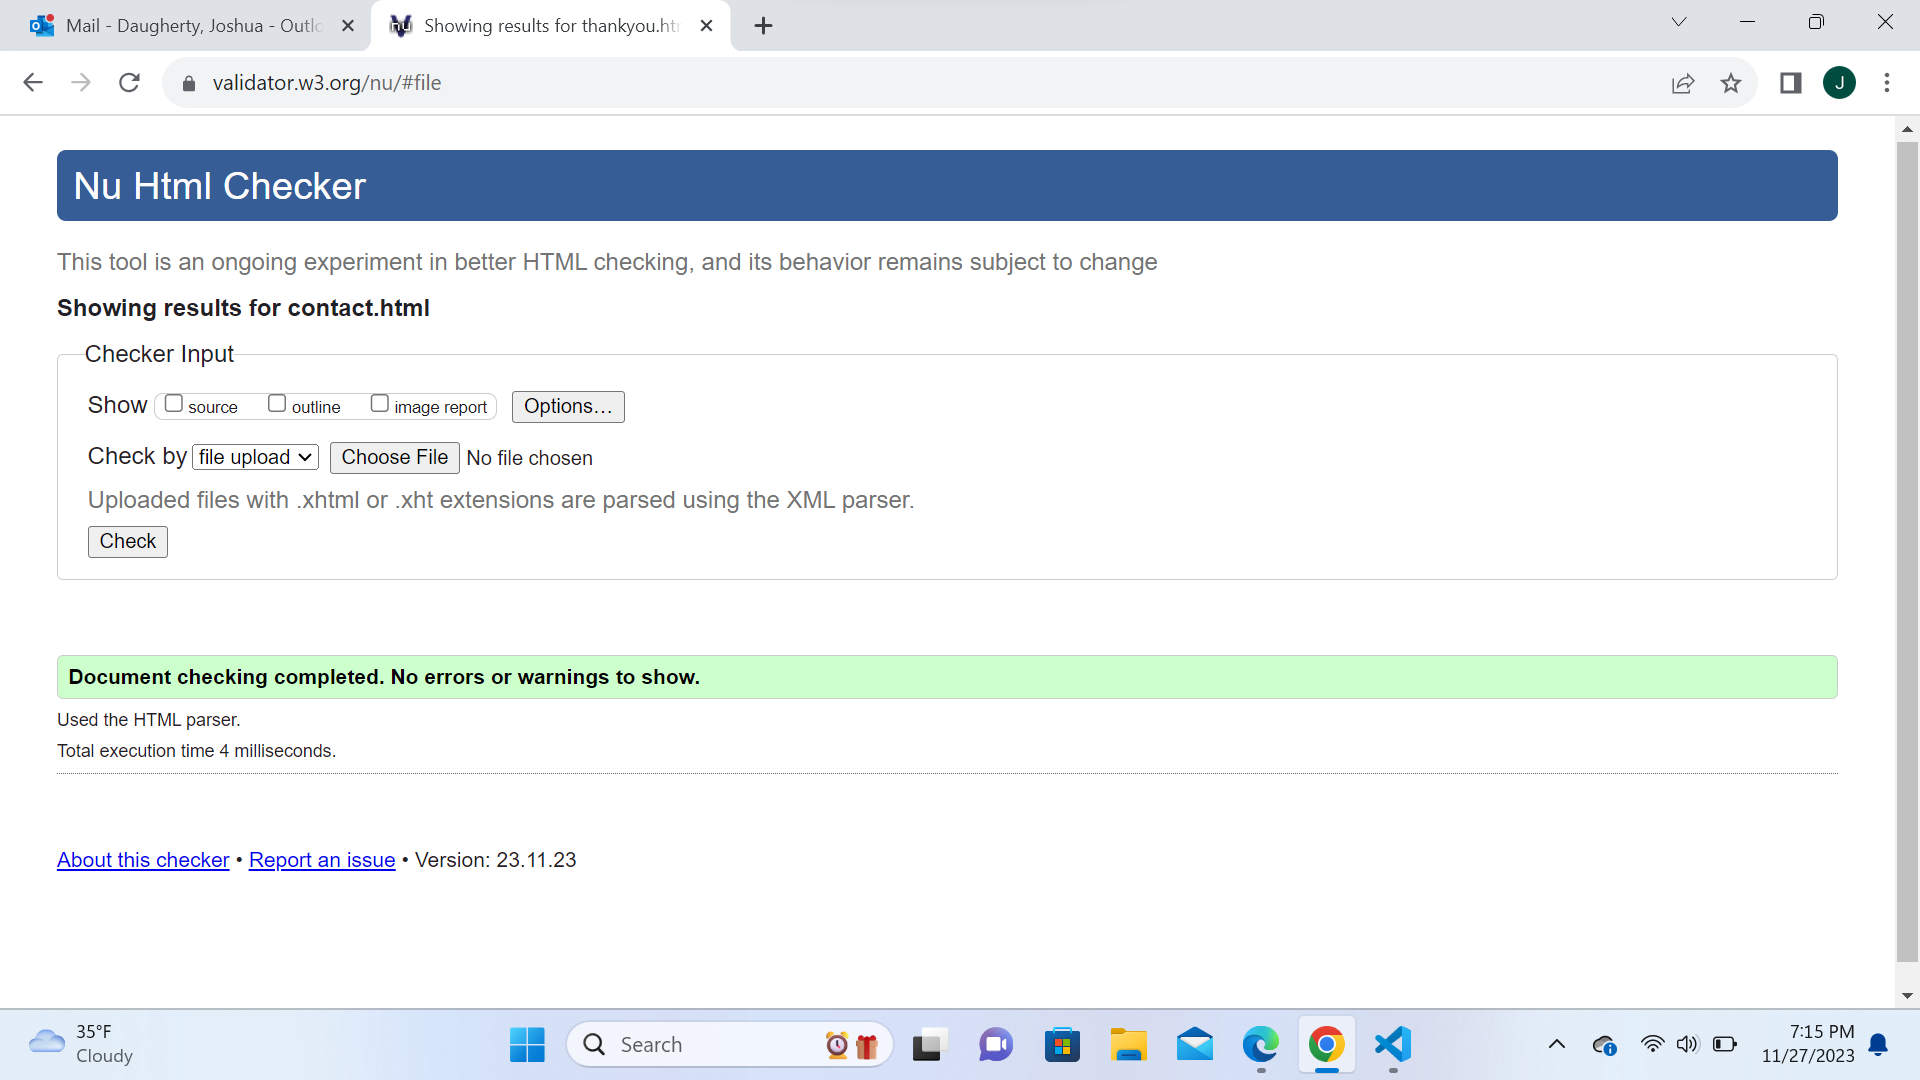 Mail - Daugherty, Joshua - Outlo
Showing results for thankyou.htm
validator.w3.org/nu/#file
J
Nu Html Checker
This tool is an ongoing experiment in better HTML checking, and its behavior remains subject to change
Showing results for contact.html
Checker Input
Show source outline image report Options...
Check by file upload Choose File No file chosen
Uploaded files with .xhtml or .xht extensions are parsed using the XML parser.
Check
Document checking completed. No errors or warnings to show.
Used the HTML parser.
Total execution time 4 milliseconds.
About this checker • Report an issue • Version: 23.11.23
35°F
Cloudy
Search
7:15 PM
11/27/2023